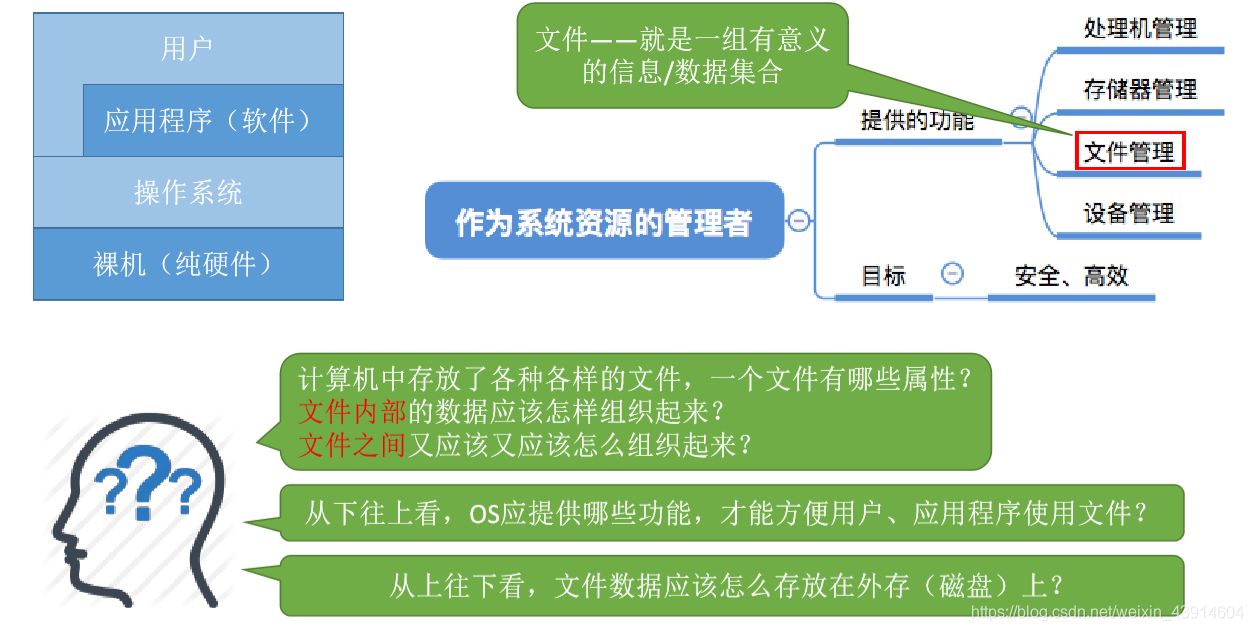 用户
应用程序（软件）
操作系统
裸机（纯硬件）
文件——就是一组有意义
的信息/数据集合
作为系统资源的管理者
提供的功能
处理机管理
存储器管理
文件管理
设备管理
目标
安全、高效
计算机中存放了各种各样的文件，一个文件有哪些属性？
文件内部的数据应该怎样组织起来？
文件之间又应该又应该怎么组织起来？
从下往上看，OS应提供哪些功能，才能方便用户、应用程序使用文件？
从上往下看，文件数据应该怎么存放在外存（磁盘）上？
https://blog.csdn.net/weixin_43914604